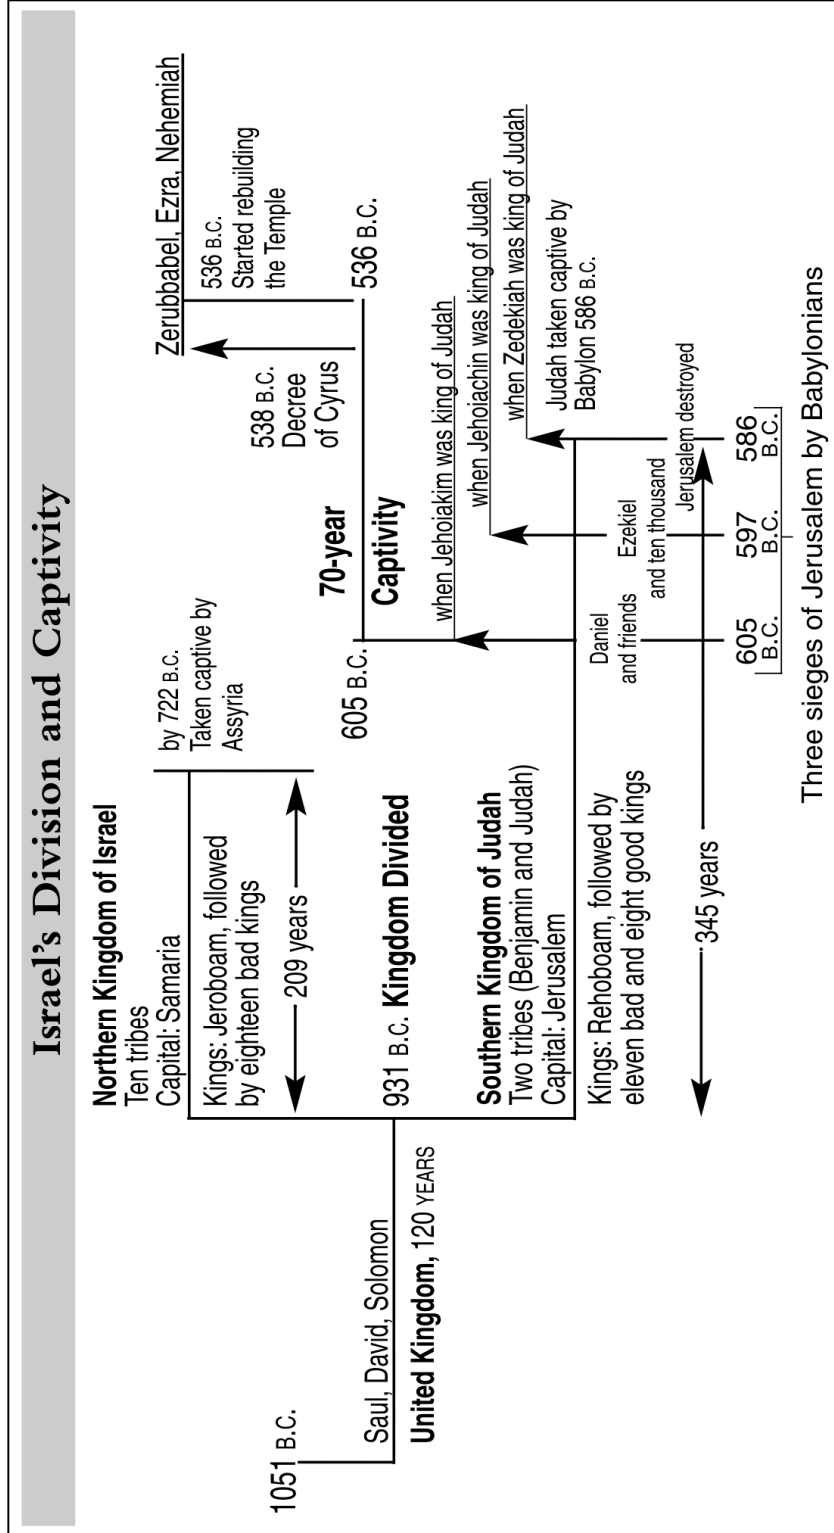 Israel's Division and Captivity
Northern Kingdom of Israel
Ten tribes
Capital: Samaria
Kings: Jeroboam, followed
by eighteen bad kings
209 years
by 722 B.C.
Taken captive by
Assyria
1051 B.C.
Saul, David, Solomon
United Kingdom, 120 YEARS
931 B.C. Kingdom Divided
Southern Kingdom of Judah
Two tribes (Benjamin and Judah)
Capital: Jerusalem
Kings: Rehoboam, followed by
eleven bad and eight good kings
345 years
Zerubbabel, Ezra, Nehemiah
536 B.C.
Started rebuilding
the Temple
538 B.C.
Decree
of Cyrus
605 B.C.
70-year
Captivity
536 B.C.
when Jehoiakim was king of Judah
when Jehoiachin was king of Judah
when Zedekiah was king of Judah
Judah taken captive by
Babylon 586 B.C.
Daniel
and friends
Ezekiel
and ten thousand
Jerusalem destroyed
605
B.C.
597
B.C.
586
B.C.
Three sieges of Jerusalem by Babylonians